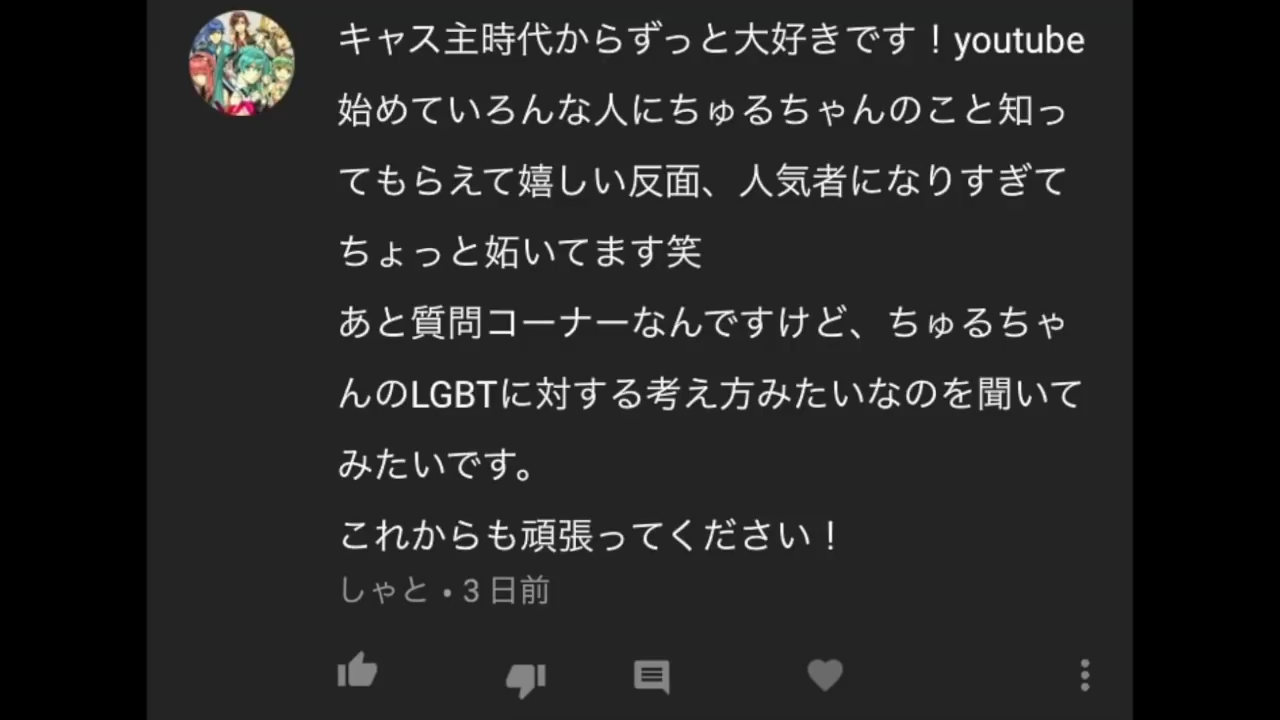 キャス主時代からずっと大好きです！youtube
始めていろんな人にちゅるちゃんのこと知っ
てもらえて嬉しい反面、人気者になりすぎて
ちょっと妬いてます笑
あと質問コーナーなんですけど、ちゅるちゃ
んのLGBTに対する考え方みたいなのを聞いて
みたいです。
これからも頑張ってください！
しゃと • 3 日前